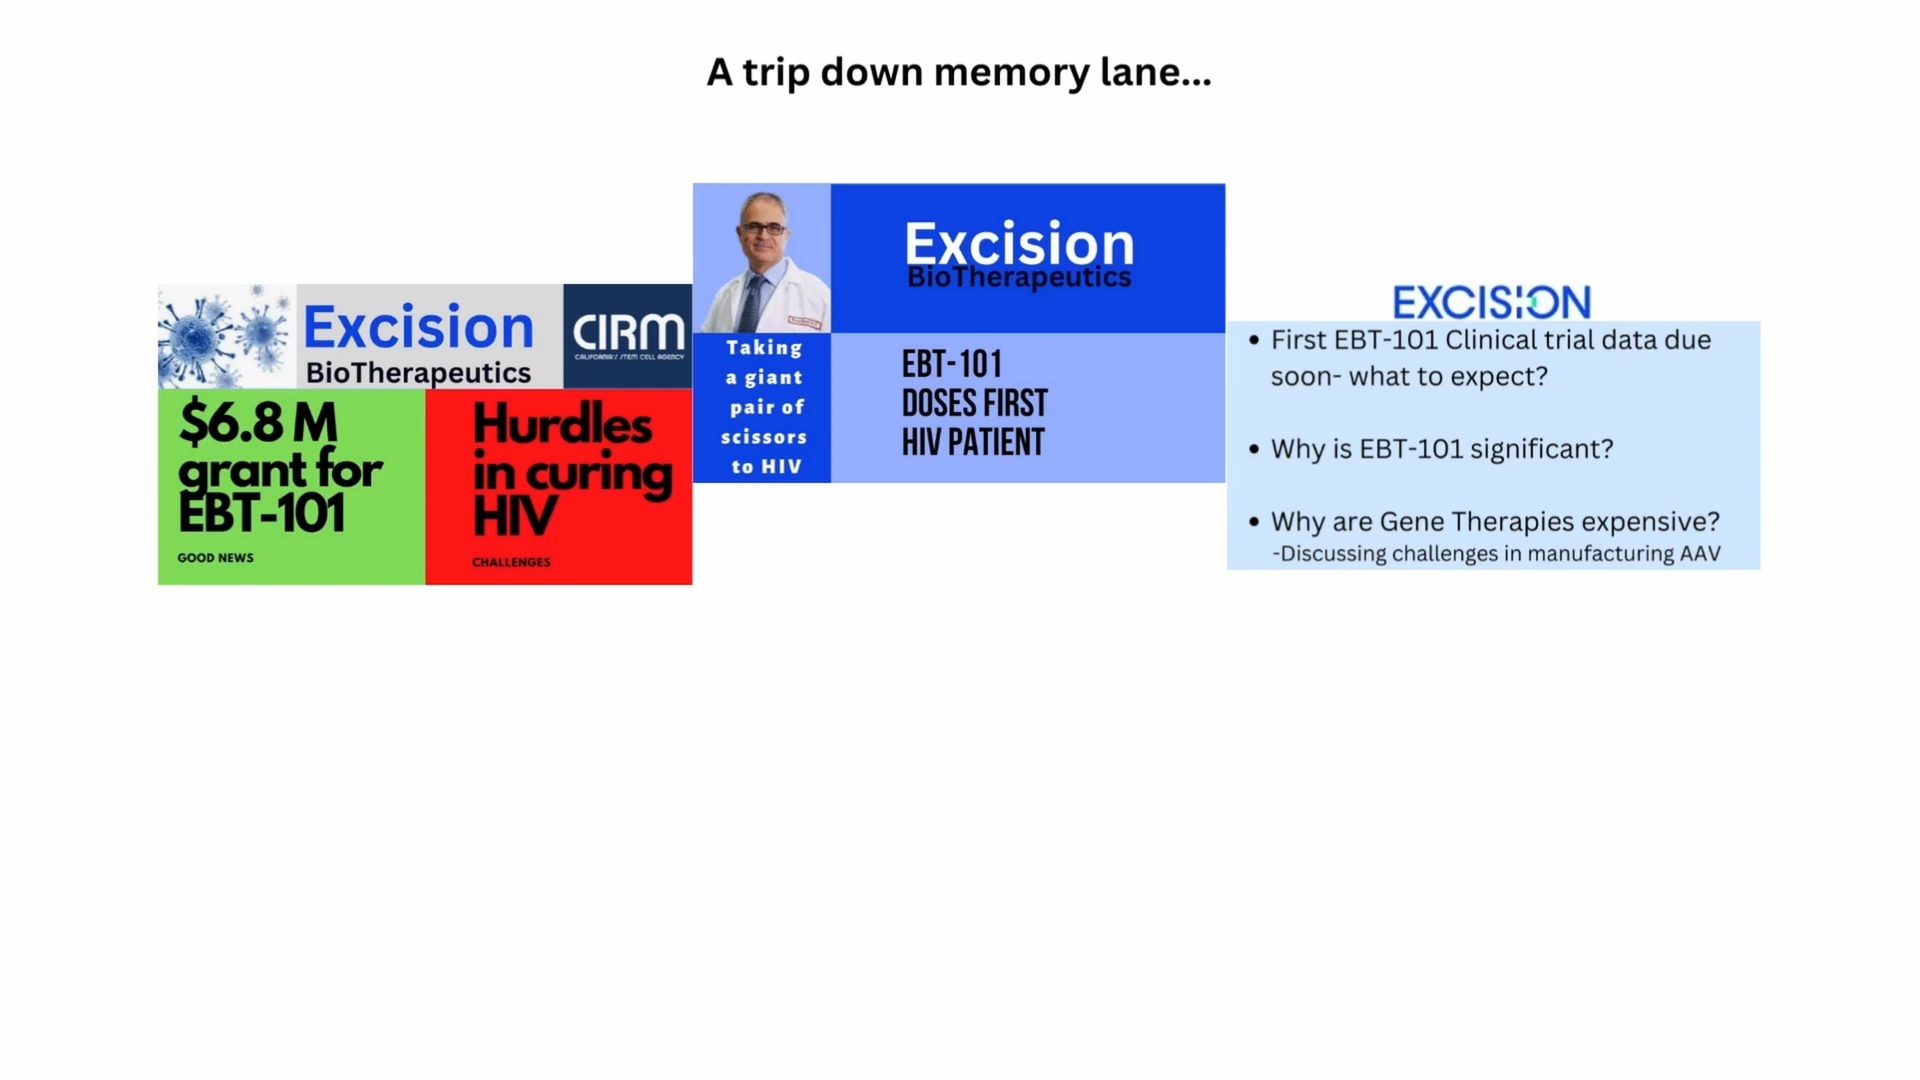 A trip down memory lane...
Excision
BioTherapeutics
CIRM
CALIFORNIA'S STEM CELL AGENCY
$6.8 M
grant for
EBT-101
GOOD NEWS
Hurdles
in curing
HIV
CHALLENGES
Excision
BioTherapeutics
Taking
a giant
pair of
scissors
to HIV
EBT-101
DOSES FIRST
HIV PATIENT
EXCISION
• First EBT-101 Clinical trial data due
soon- what to expect?
• Why is EBT-101 significant?
• Why are Gene Therapies expensive?
-Discussing challenges in manufacturing AAV